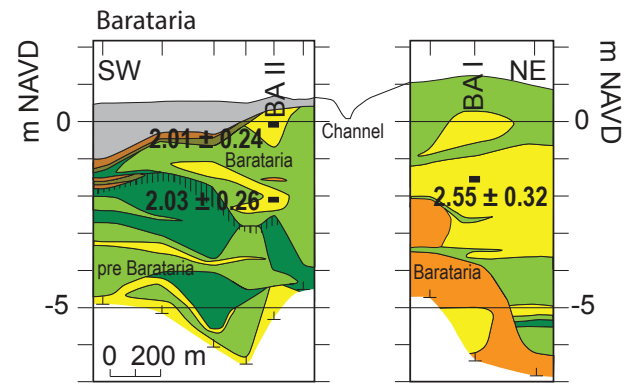 Barataria
m NAVD
SW
BA II
BA I
NE
m NAVD
0
Channel
0
2.01 ± 0.24
Barataria
2.03 ± 0.26
2.55 ± 0.32
pre Barataria
Barataria
-5
-5
0 200 m